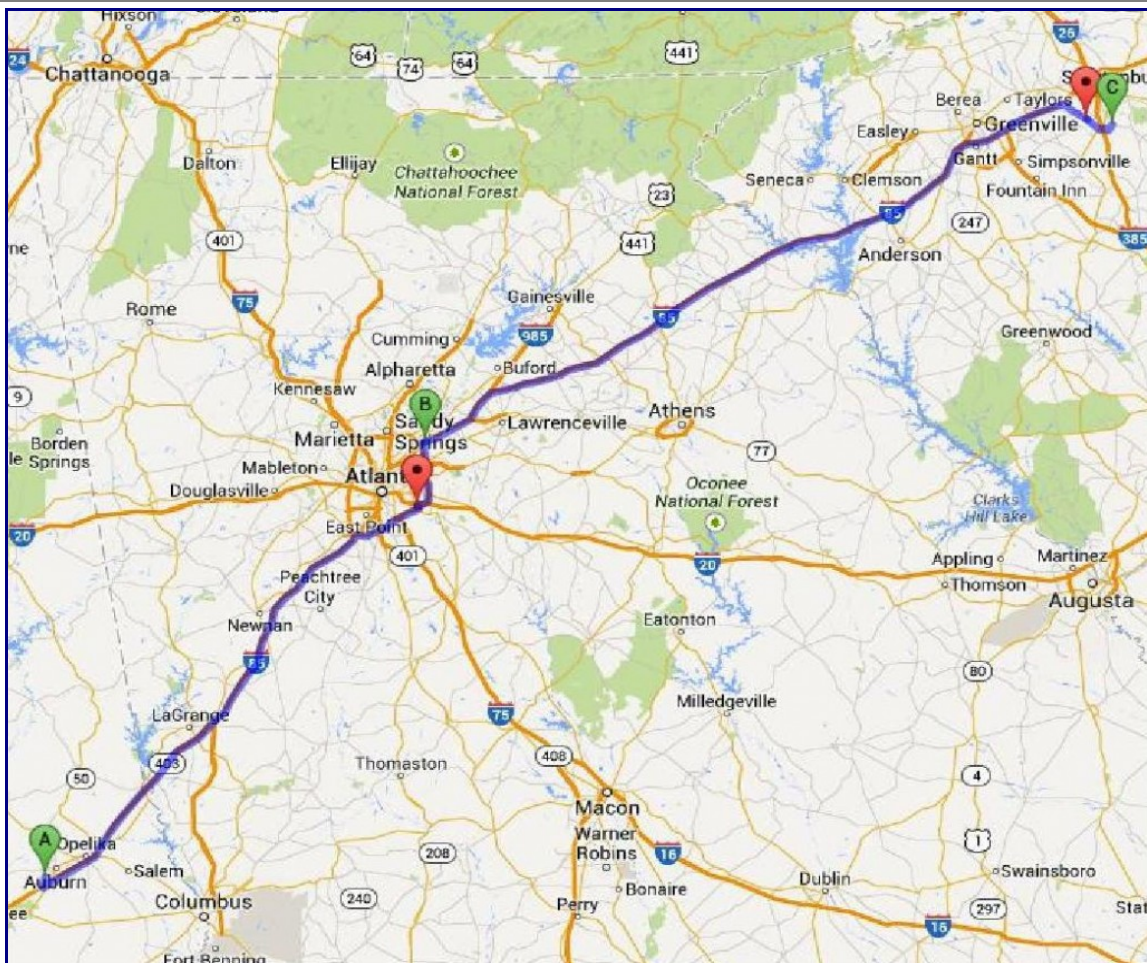 Hixson
24
Chattanooga
64
74
64
441
26
C
Berea
Taylors
Greenville
Easley
Gantt
Simpsonville
Fountain Inn
Dalton
Ellijay
Chattahoochee
National Forest
Seneca
Clemson
23
85
247
385
401
441
Anderson
75
Rome
Gainesville
85
985
Greenwood
Cumming
Buford
Alpharetta
9
Kennesaw
B
Sandy
Springs
Athens
Lawrenceville
Marietta
Borden
Springs
Mableton
77
Douglasville
Oconee
National Forest
Clarks
Hill Lake
20
East Point
401
20
Appling
Martinez
Thomson
Augusta
Peachtree
City
Newnan
Eatonton
85
80
Milledgeville
LaGrange
75
403
408
50
Thomaston
4
Macon
Warner
Robins
A
Opelika
Auburn
Salem
208
16
1
Swainsboro
Columbus
240
Bonaire
Dublin
Perry
297
16
Fort Benning